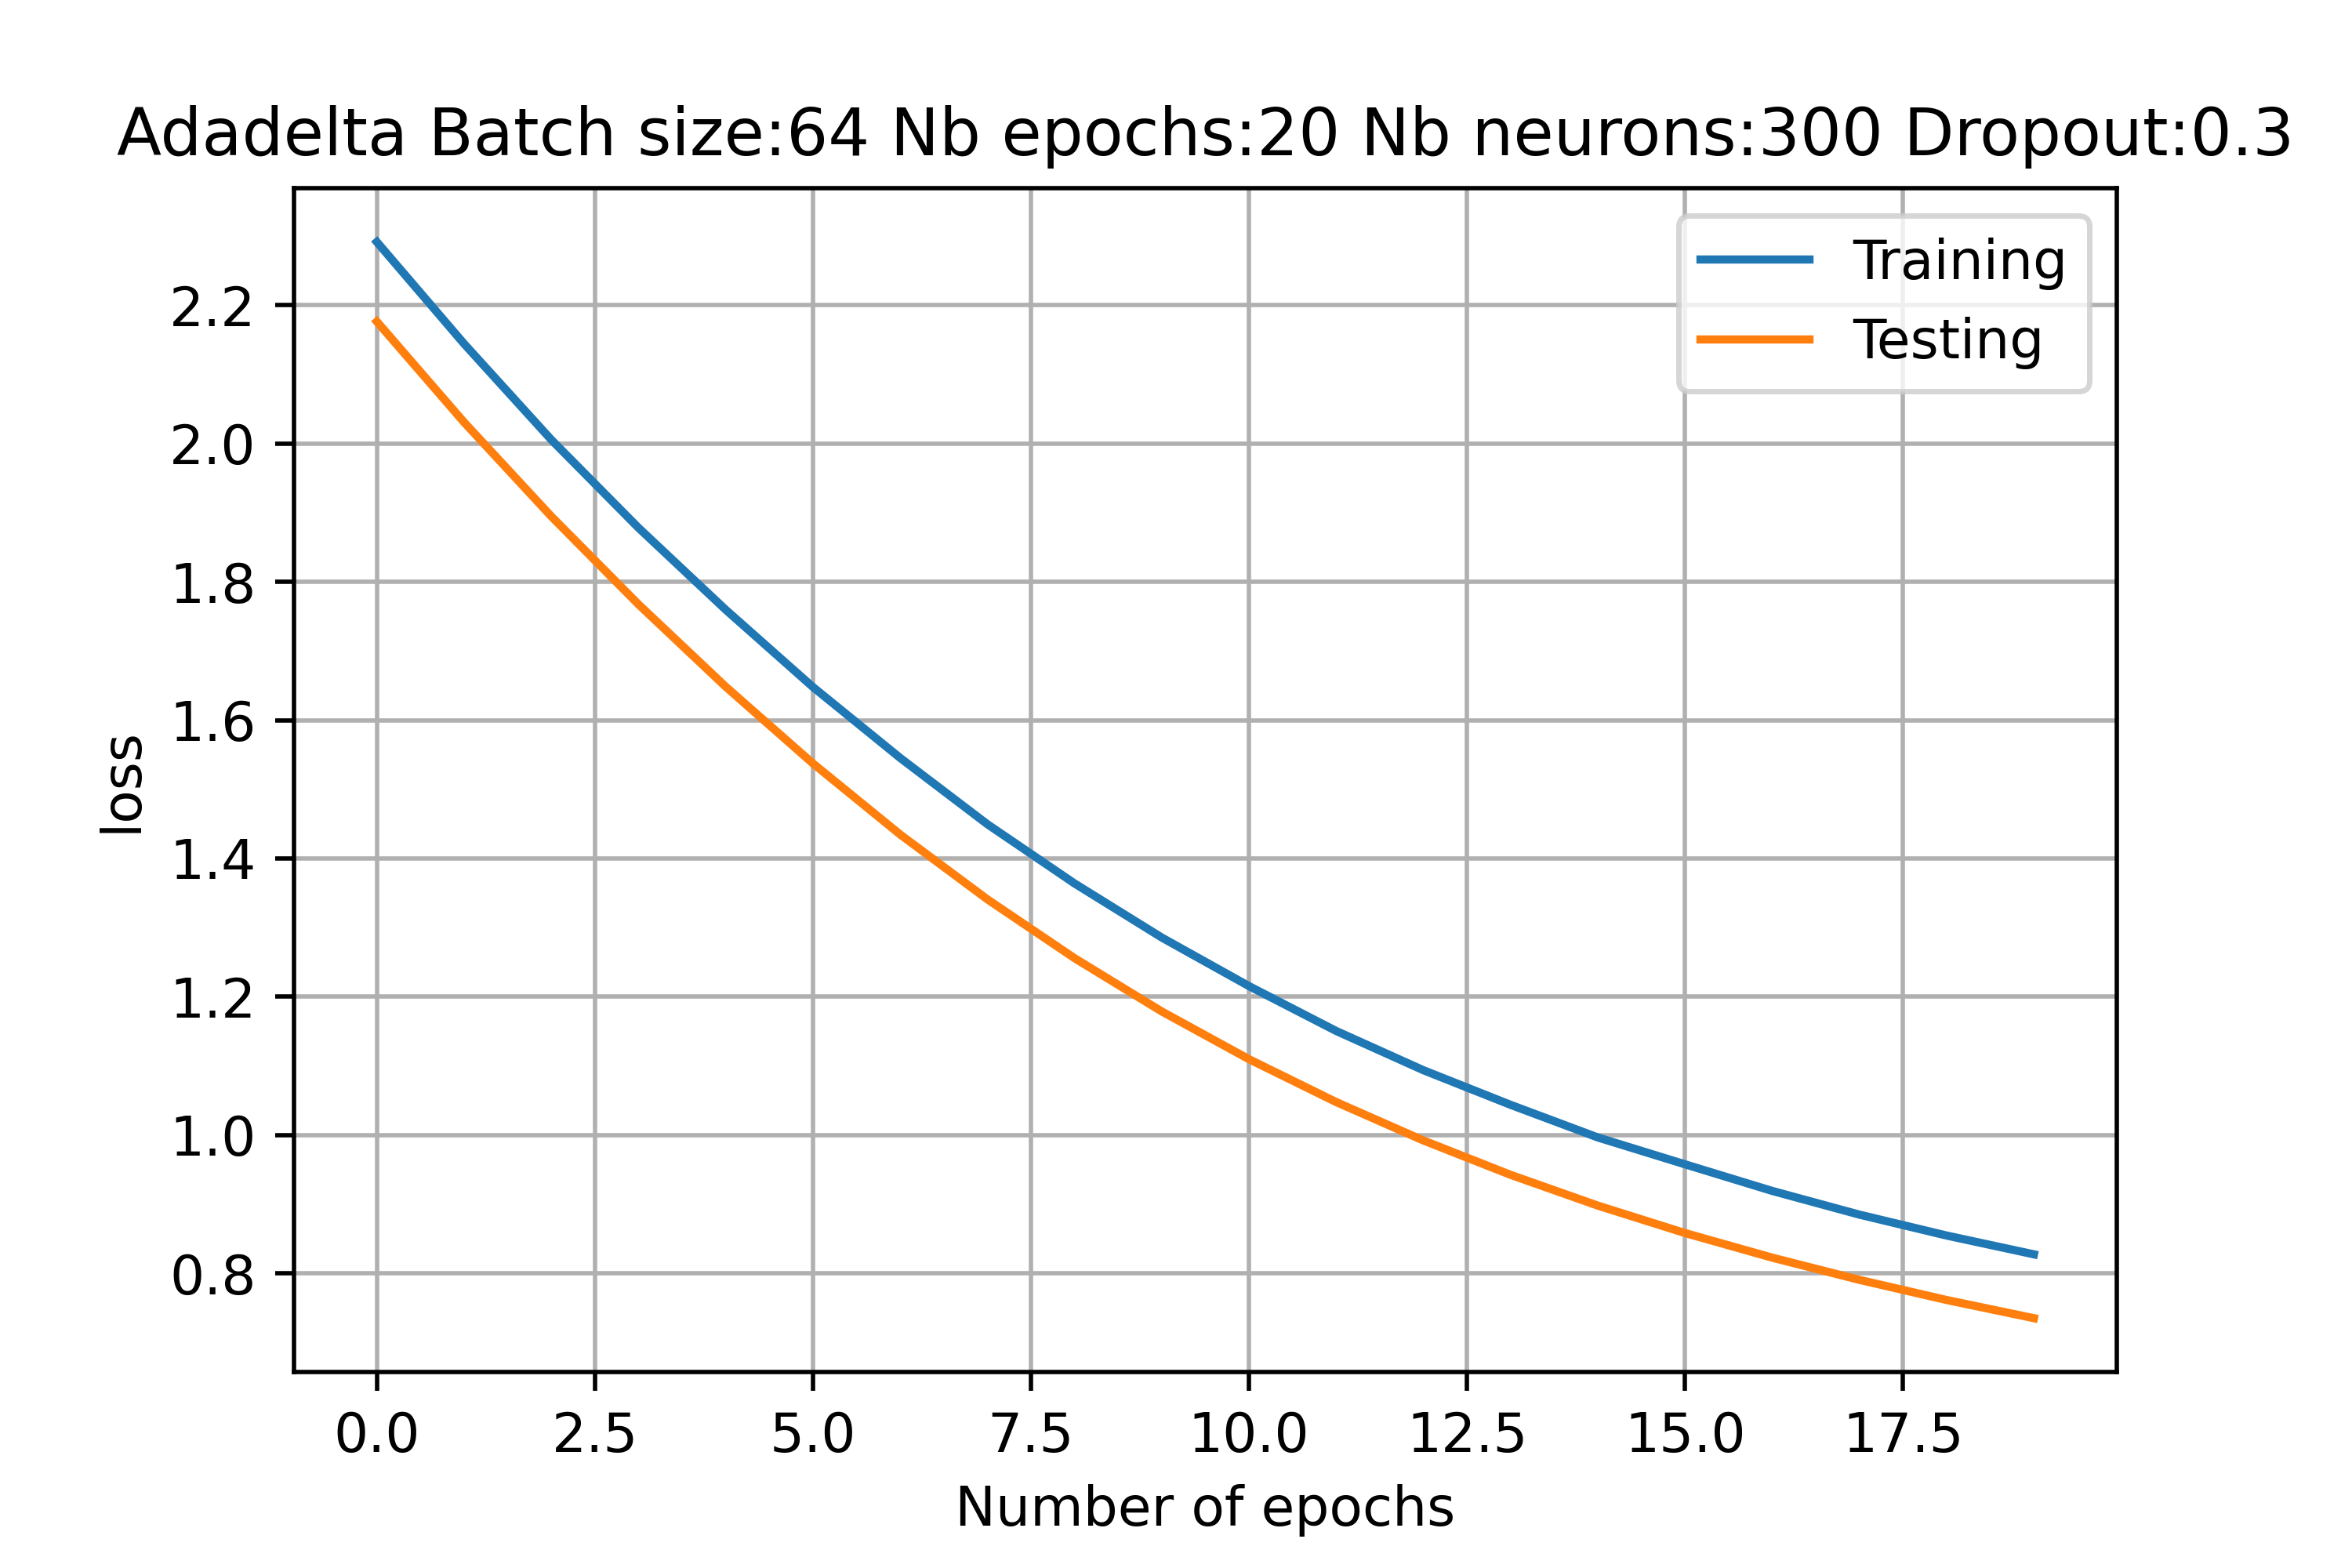 Adadelta Batch size:64 Nb epochs:20 Nb neurons:300 Dropout:0.3
Training
Testing
loss
2.2
2.0
1.8
1.6
1.4
1.2
1.0
0.8
0.0 2.5 5.0 7.5 10.0 12.5 15.0 17.5
Number of epochs